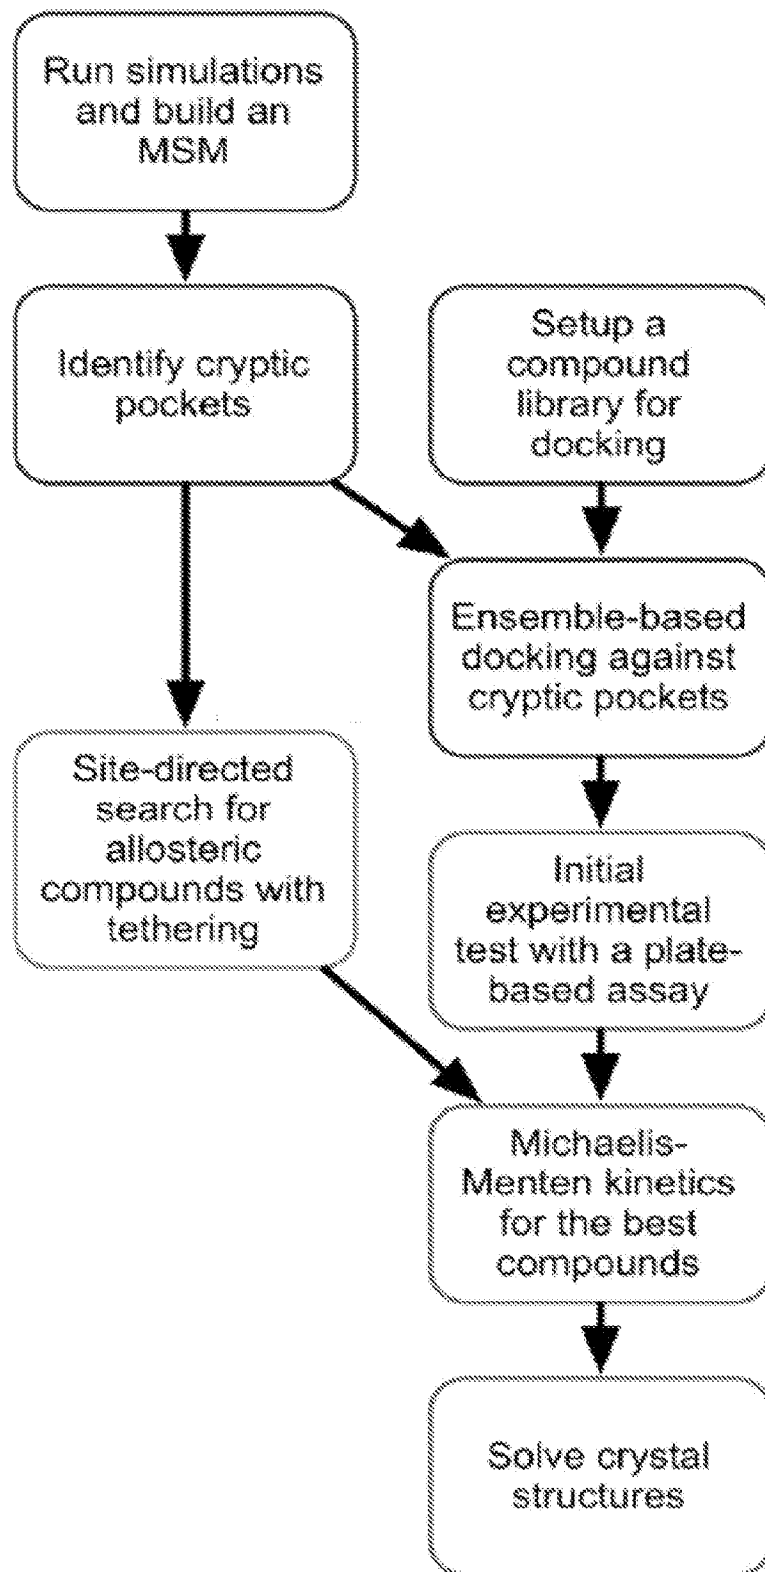 Run simulations
and build an
MSM
Identify cryptic
pockets
Setup a
compound
library for
docking
Ensemble-based
docking against
cryptic pockets
Site-directed
search for
allosteric
compounds with
tethering
Initial
experimental
test with a plate-
based assay
Michaelis-
Menten kinetics
for the best
compounds
Solve crystal
structures